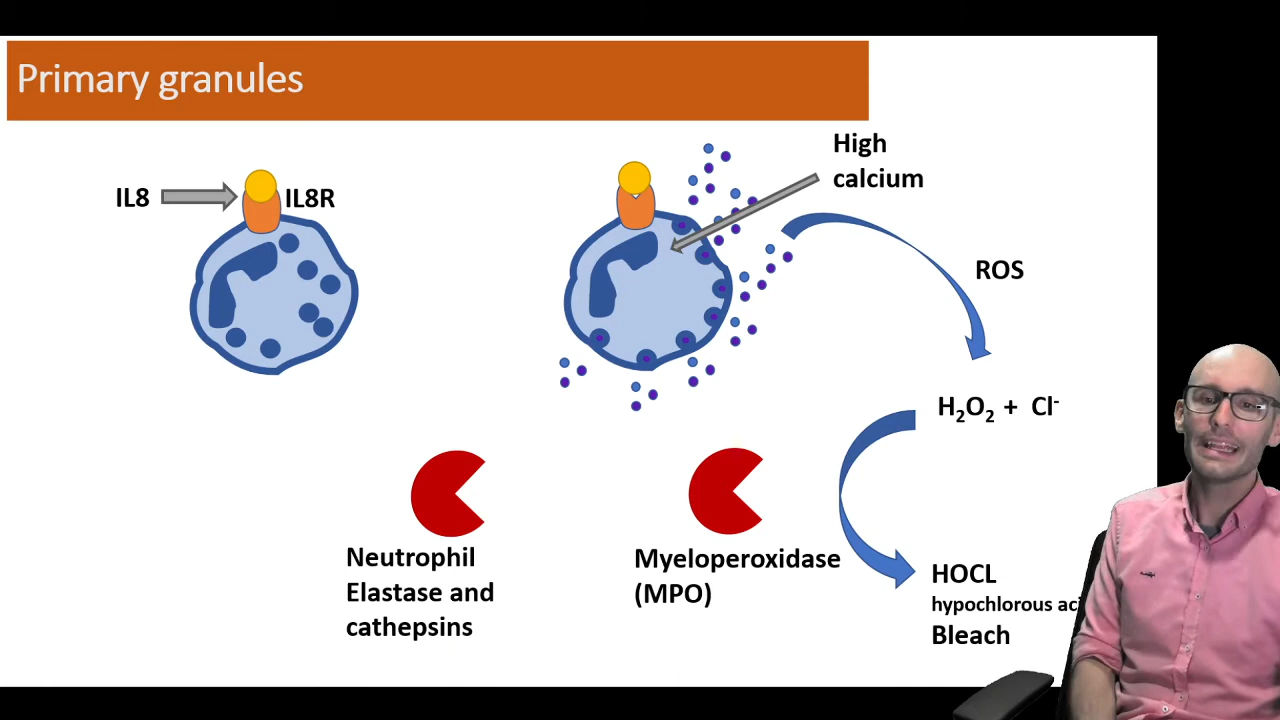 Primary granules
IL8
IL8R
High
calcium
ROS
H₂O₂ + Cl⁻
Neutrophil
Elastase and
cathepsins
Myeloperoxidase
(MPO)
HOCL
hypochlorous
Bleach